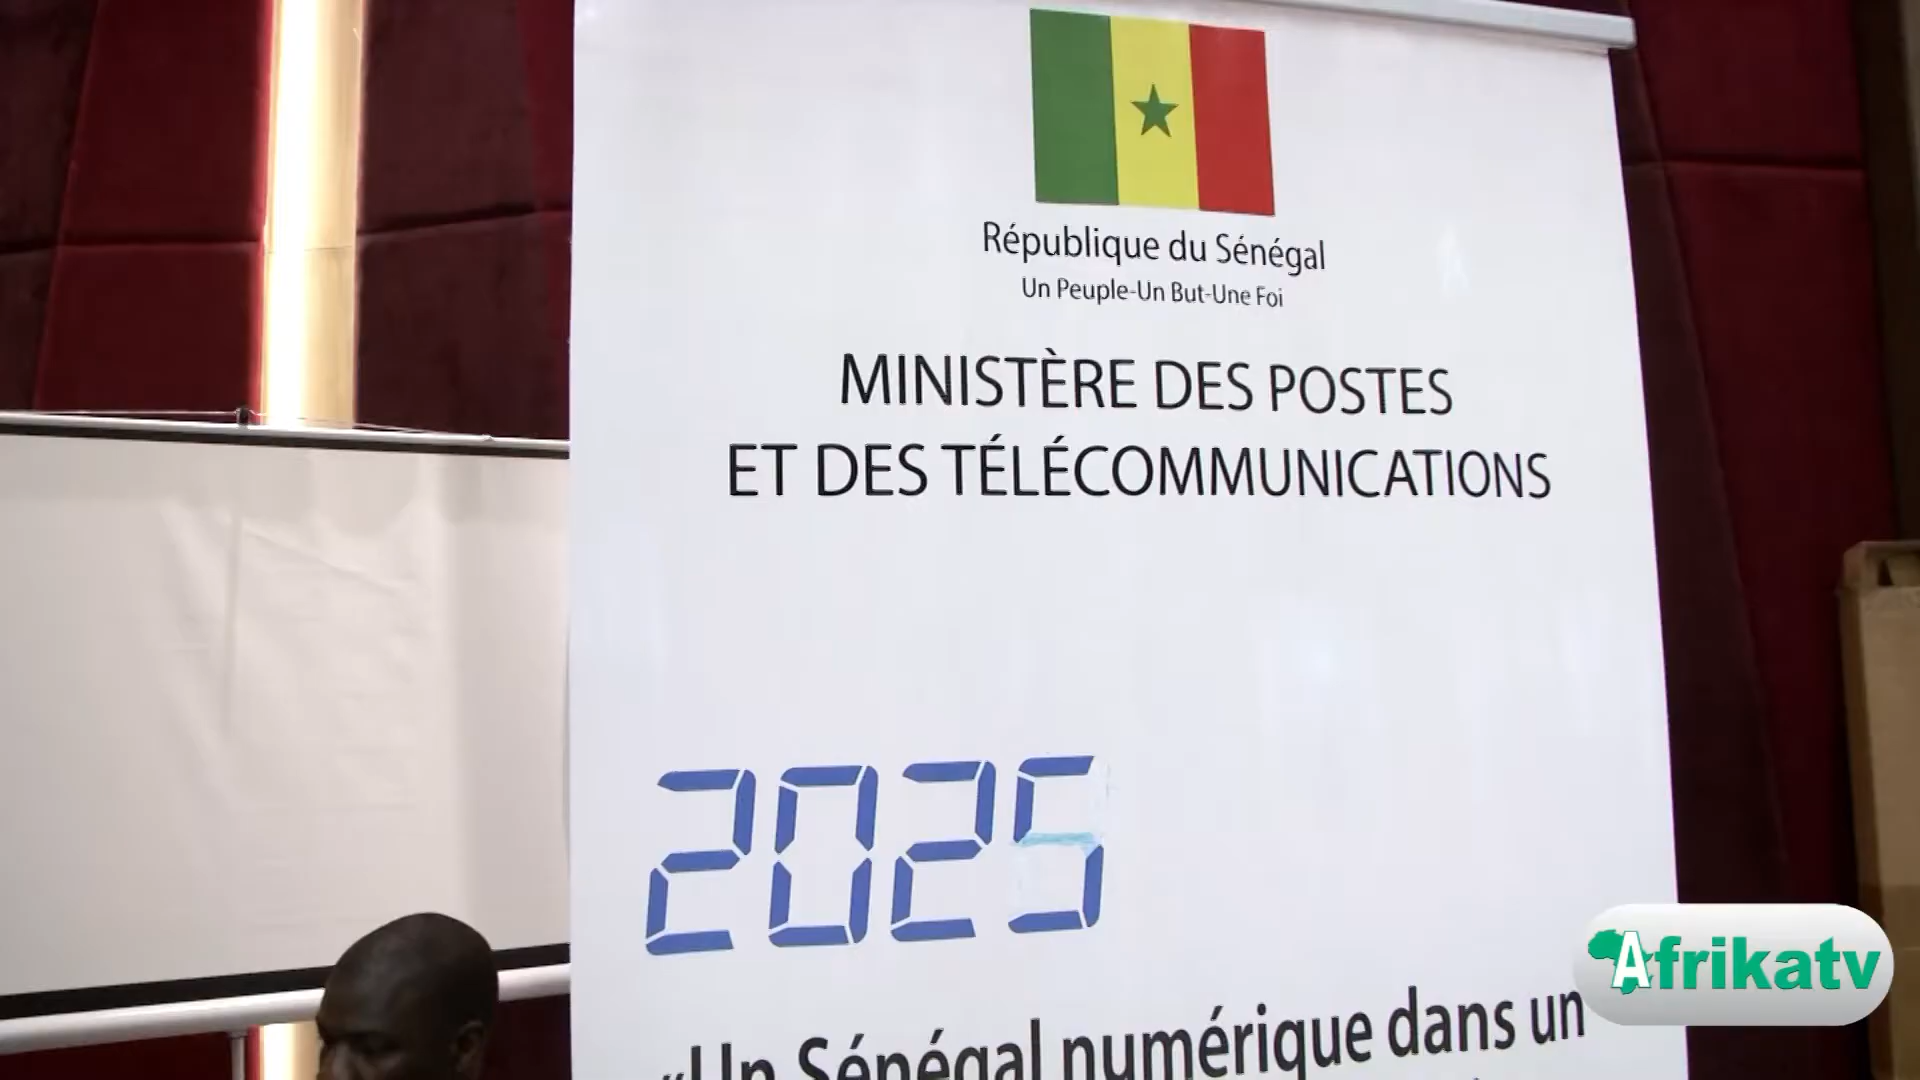 République du Sénégal
Un Peuple-Un But-Une Foi
MINISTÈRE DES POSTES
ET DES TÉLÉCOMMUNICATIONS
2025
“Un Sénégal numérique dans un
Afrikatv